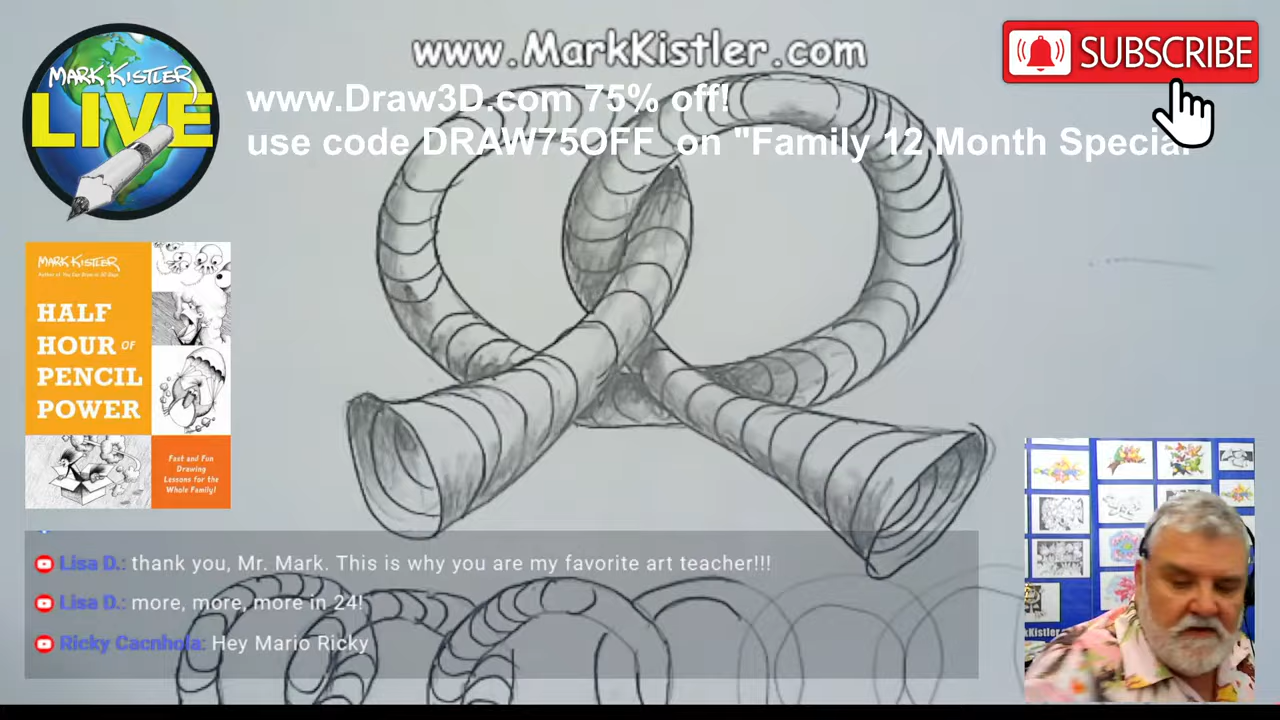 www.MarkKistler.com
SUBSCRIBE
MARK KISTLER
LIVE
www.Draw3D.com 75% off!
use code DRAW75OFF on "Family 12 Month Special
MARK KISTLER
HALF
HOUR OF
PENCIL
POWER
Fast and Fun
Drawing
Lessons for the
Whole Family!
Lisa D.: thank you, Mr. Mark. This is why you are my favorite art teacher!!!
Lisa D.: more, more, more in 24!
Ricky Cacnhola: Hey Mario Ricky